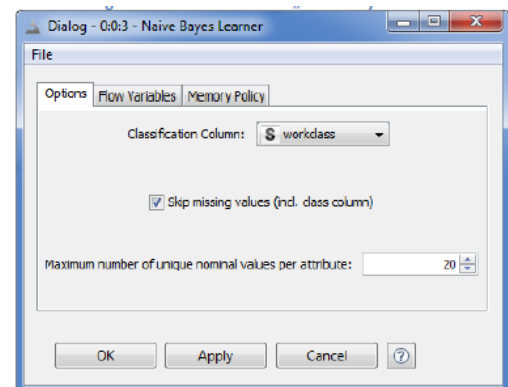 Dialog - 0:0:3 - Naive Bayes Learner
File
Options Flow Variables Memory Policy
Classification Column: S workclass
Skip missing values (incl. class column)
Maximum number of unique nominal values per attribute: 20
OK Apply Cancel ?